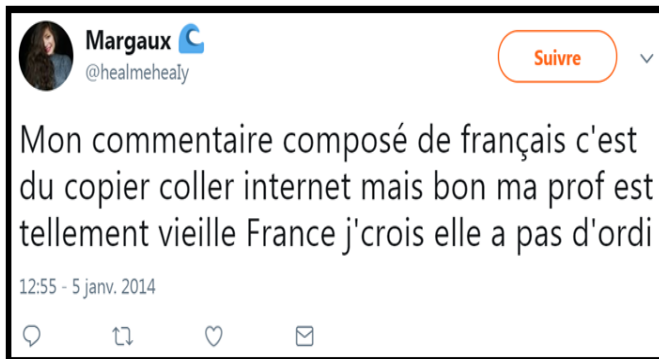 Margaux
@healmehealy
Suivre
Mon commentaire composé de français c'est
du copier coller internet mais bon ma prof est
tellement vieille France j'crois elle a pas d'ordi
12:55 - 5 janv. 2014